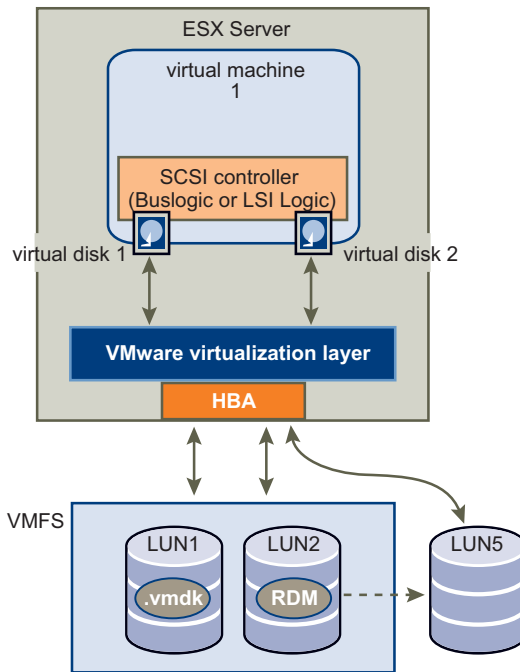 ESX Server
virtual machine
1
SCSI controller
(Buslogic or LSI Logic)
virtual disk 1
virtual disk 2
VMware virtualization layer
HBA
VMFS
LUN1
LUN2
LUN5
.vmdk
RDM